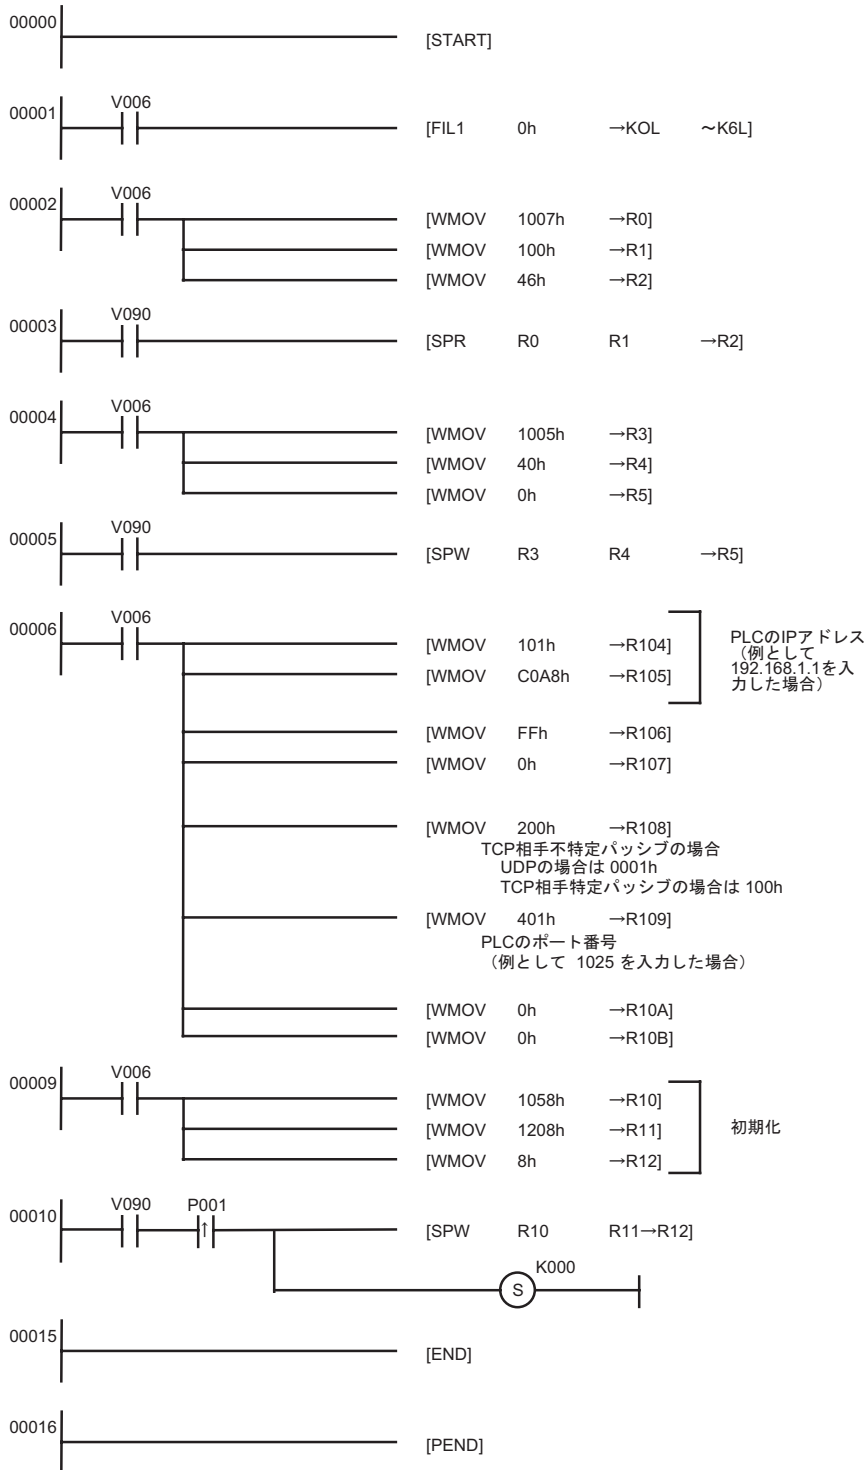 00000
[START]
00001 V006
[FIL1 0h →KOL ～K6L]
00002 V006
[WMOV 1007h →R0]
[WMOV 100h →R1]
[WMOV 46h →R2]
00003 V090
[SPR R0 R1 →R2]
00004 V006
[WMOV 1005h →R3]
[WMOV 40h →R4]
[WMOV 0h →R5]
00005 V090
[SPW R3 R4 →R5]
00006 V006
[WMOV 101h →R104]
[WMOV C0A8h →R105]
PLCのIPアドレス
（例として
192.168.1.1を入
力した場合）
[WMOV FFh →R106]
[WMOV 0h →R107]
[WMOV 200h →R108]
TCP相手不特定パッシブの場合
UDPの場合は 0001h
TCP相手特定パッシブの場合は 100h
[WMOV 401h →R109]
PLCのポート番号
（例として 1025 を入力した場合）
[WMOV 0h →R10A]
[WMOV 0h →R10B]
00009 V006
[WMOV 1058h →R10]
[WMOV 1208h →R11]
[WMOV 8h →R12]
初期化
00010 V090 P001
↑
[SPW R10 R11→R12]
K000
S
00015
[END]
00016
[PEND]